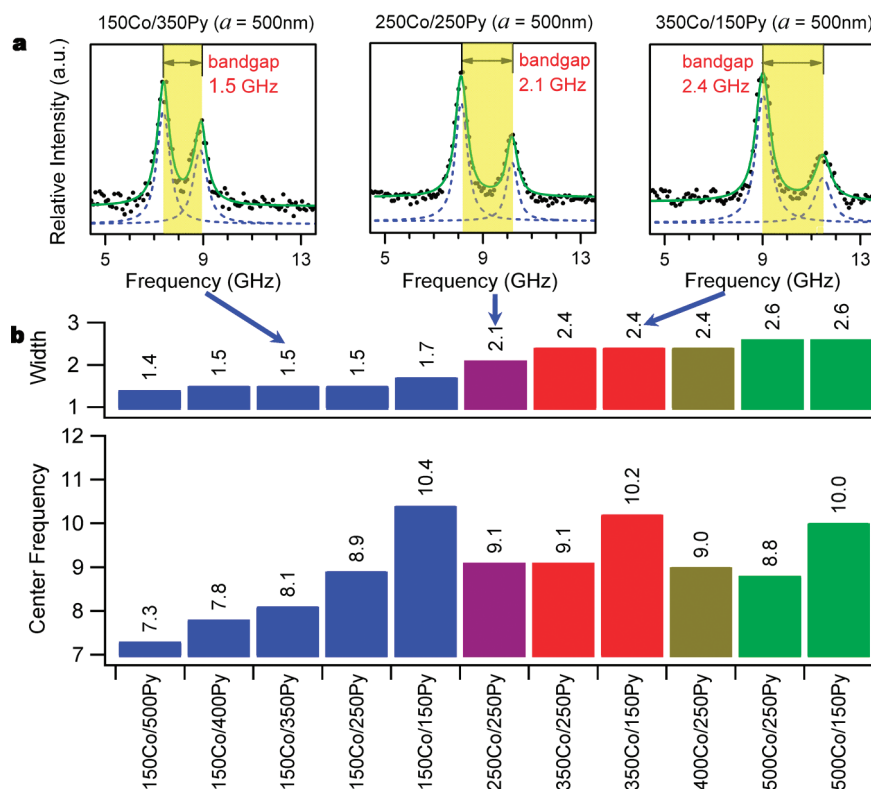 a
150Co/350Py (a = 500nm)
250Co/250Py (a = 500nm)
350Co/150Py (a = 500nm)
Relative Intensity (a.u.)
bandgap
1.5 GHz
bandgap
2.1 GHz
bandgap
2.4 GHz
5 9 13
5 9 13
5 9 13
Frequency (GHz)
Frequency (GHz)
Frequency (GHz)
b
Width
3
2
1
1.4 1.5 1.5 1.5 1.7 2.1 2.4 2.4 2.4 2.6 2.6
Center Frequency
12
11
10
9
8
7
7.3 7.8 8.1 8.9 10.4 9.1 9.1 10.2 9.0 8.8 10.0
150Co/500Py
150Co/400Py
150Co/350Py
150Co/250Py
150Co/150Py
250Co/250Py
350Co/250Py
350Co/150Py
400Co/250Py
500Co/250Py
500Co/150Py